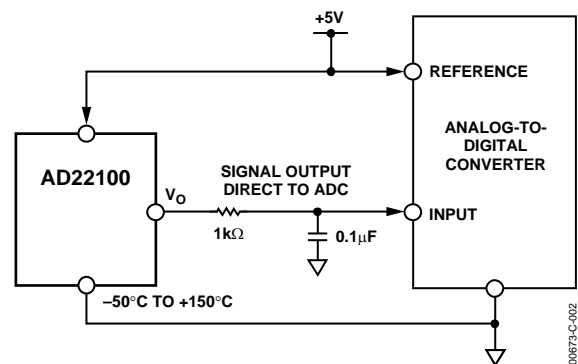 +5V
REFERENCE
ANALOG-TO-
DIGITAL
CONVERTER
AD22100
SIGNAL OUTPUT
DIRECT TO ADC
VO
INPUT
1kΩ
0.1μF
–50°C TO +150°C
00673-C-002